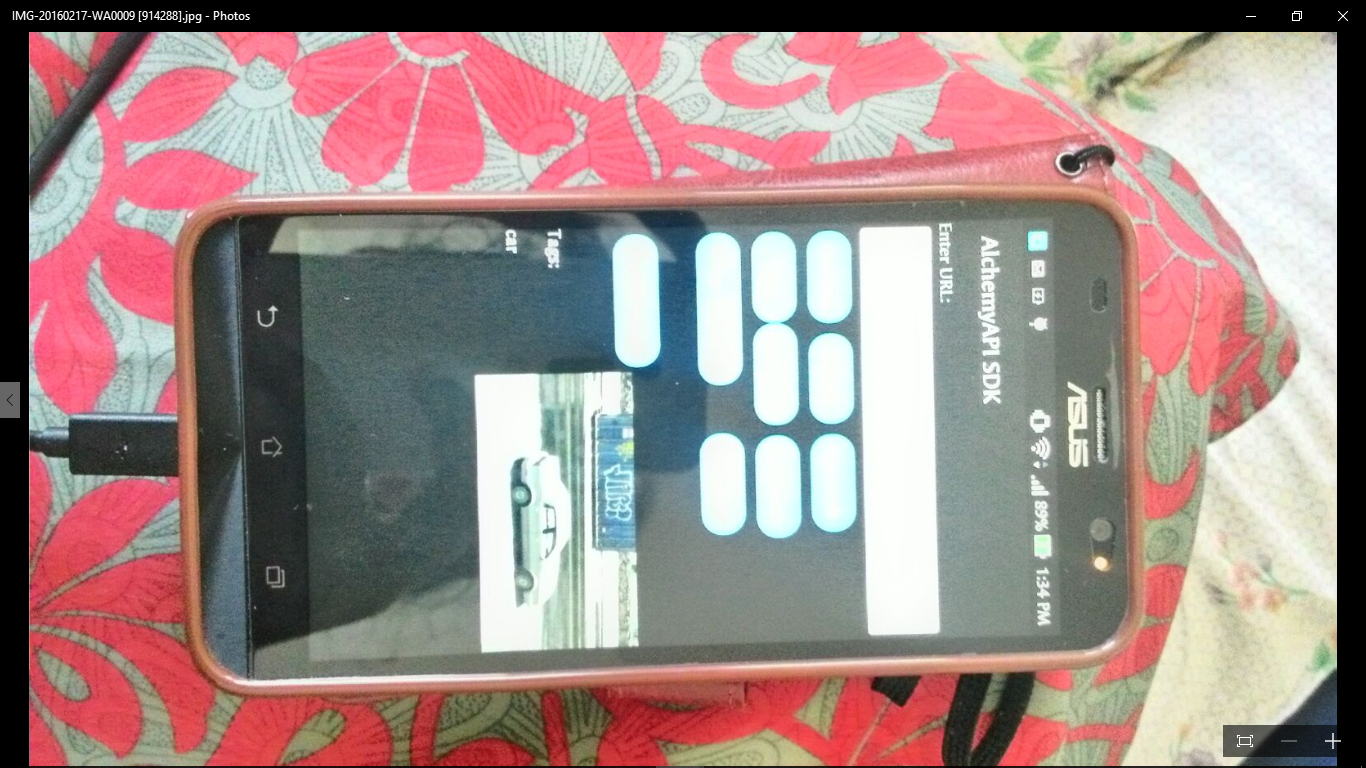 IMG-20160217-WA0009 [914288].jpg - Photos
ASUS
89% 1:34 PM
AlchemyAPI SDK
Enter URL:
Tags:
car